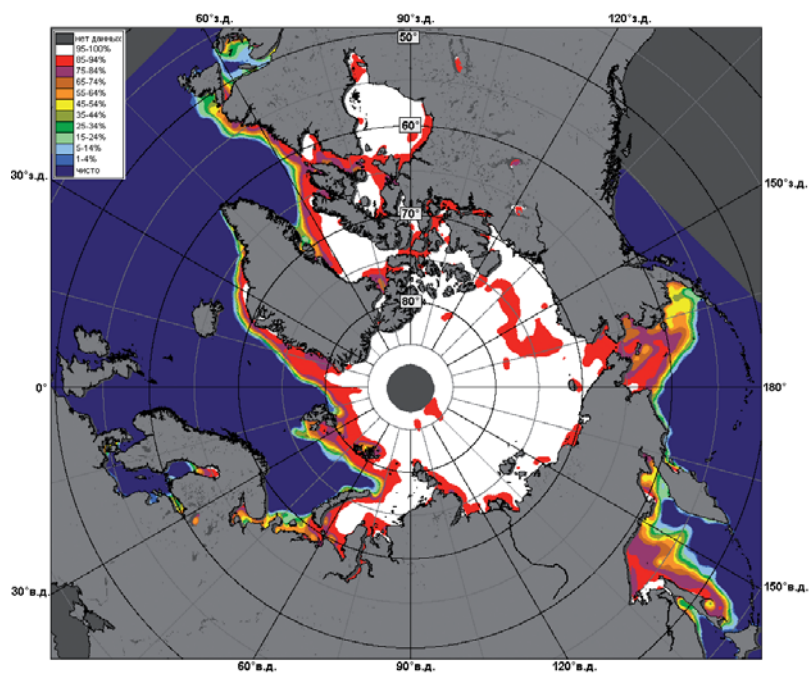 60°з.д.
90°з.д.
120°з.д.
нет данных
95-100%
85-94%
75-84%
65-74%
55-64%
45-54%
35-44%
25-34%
15-24%
5-14%
1-4%
чисто
50°
60°
30°з.д.
150°з.д.
70°
80°
0°
180°
30°в.д.
150°в.д.
60°в.д.
90°в.д.
120°в.д.